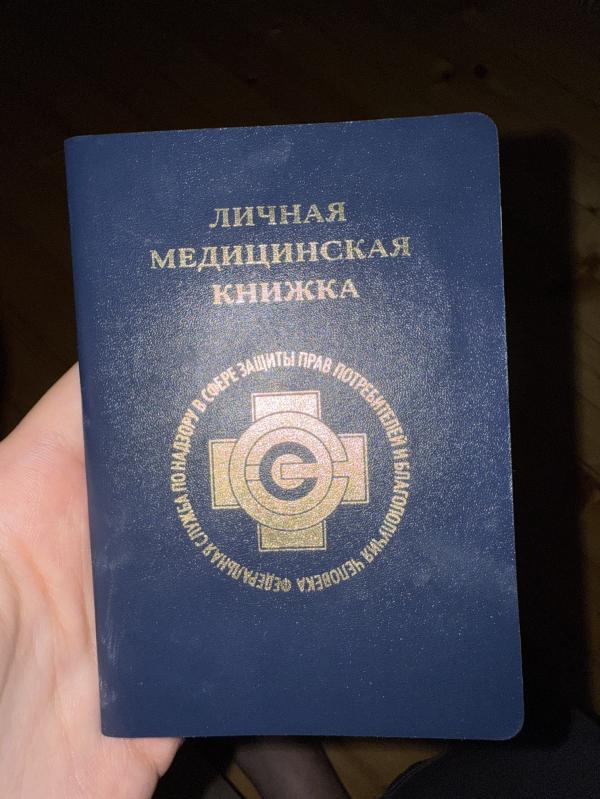 ЛИЧНАЯ
МЕДИЦИНСКАЯ
КНИЖКА
ФЕДЕРАЛЬНАЯ СЛУЖБА ПО НАДЗОРУ В СФЕРЕ ЗАЩИТЫ ПРАВ ПОТРЕБИТЕЛЕЙ И БЛАГОПОЛУЧИЯ ЧЕЛОВЕКА